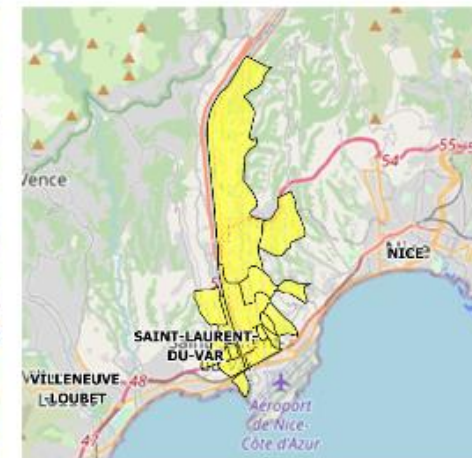 54
55
Vence
NICE
SAINT-LAURENT-
DU-VAR
VILLENEUVE
-LOUBET
48
47
Aéroport
de Nice-
Côte d'Azur